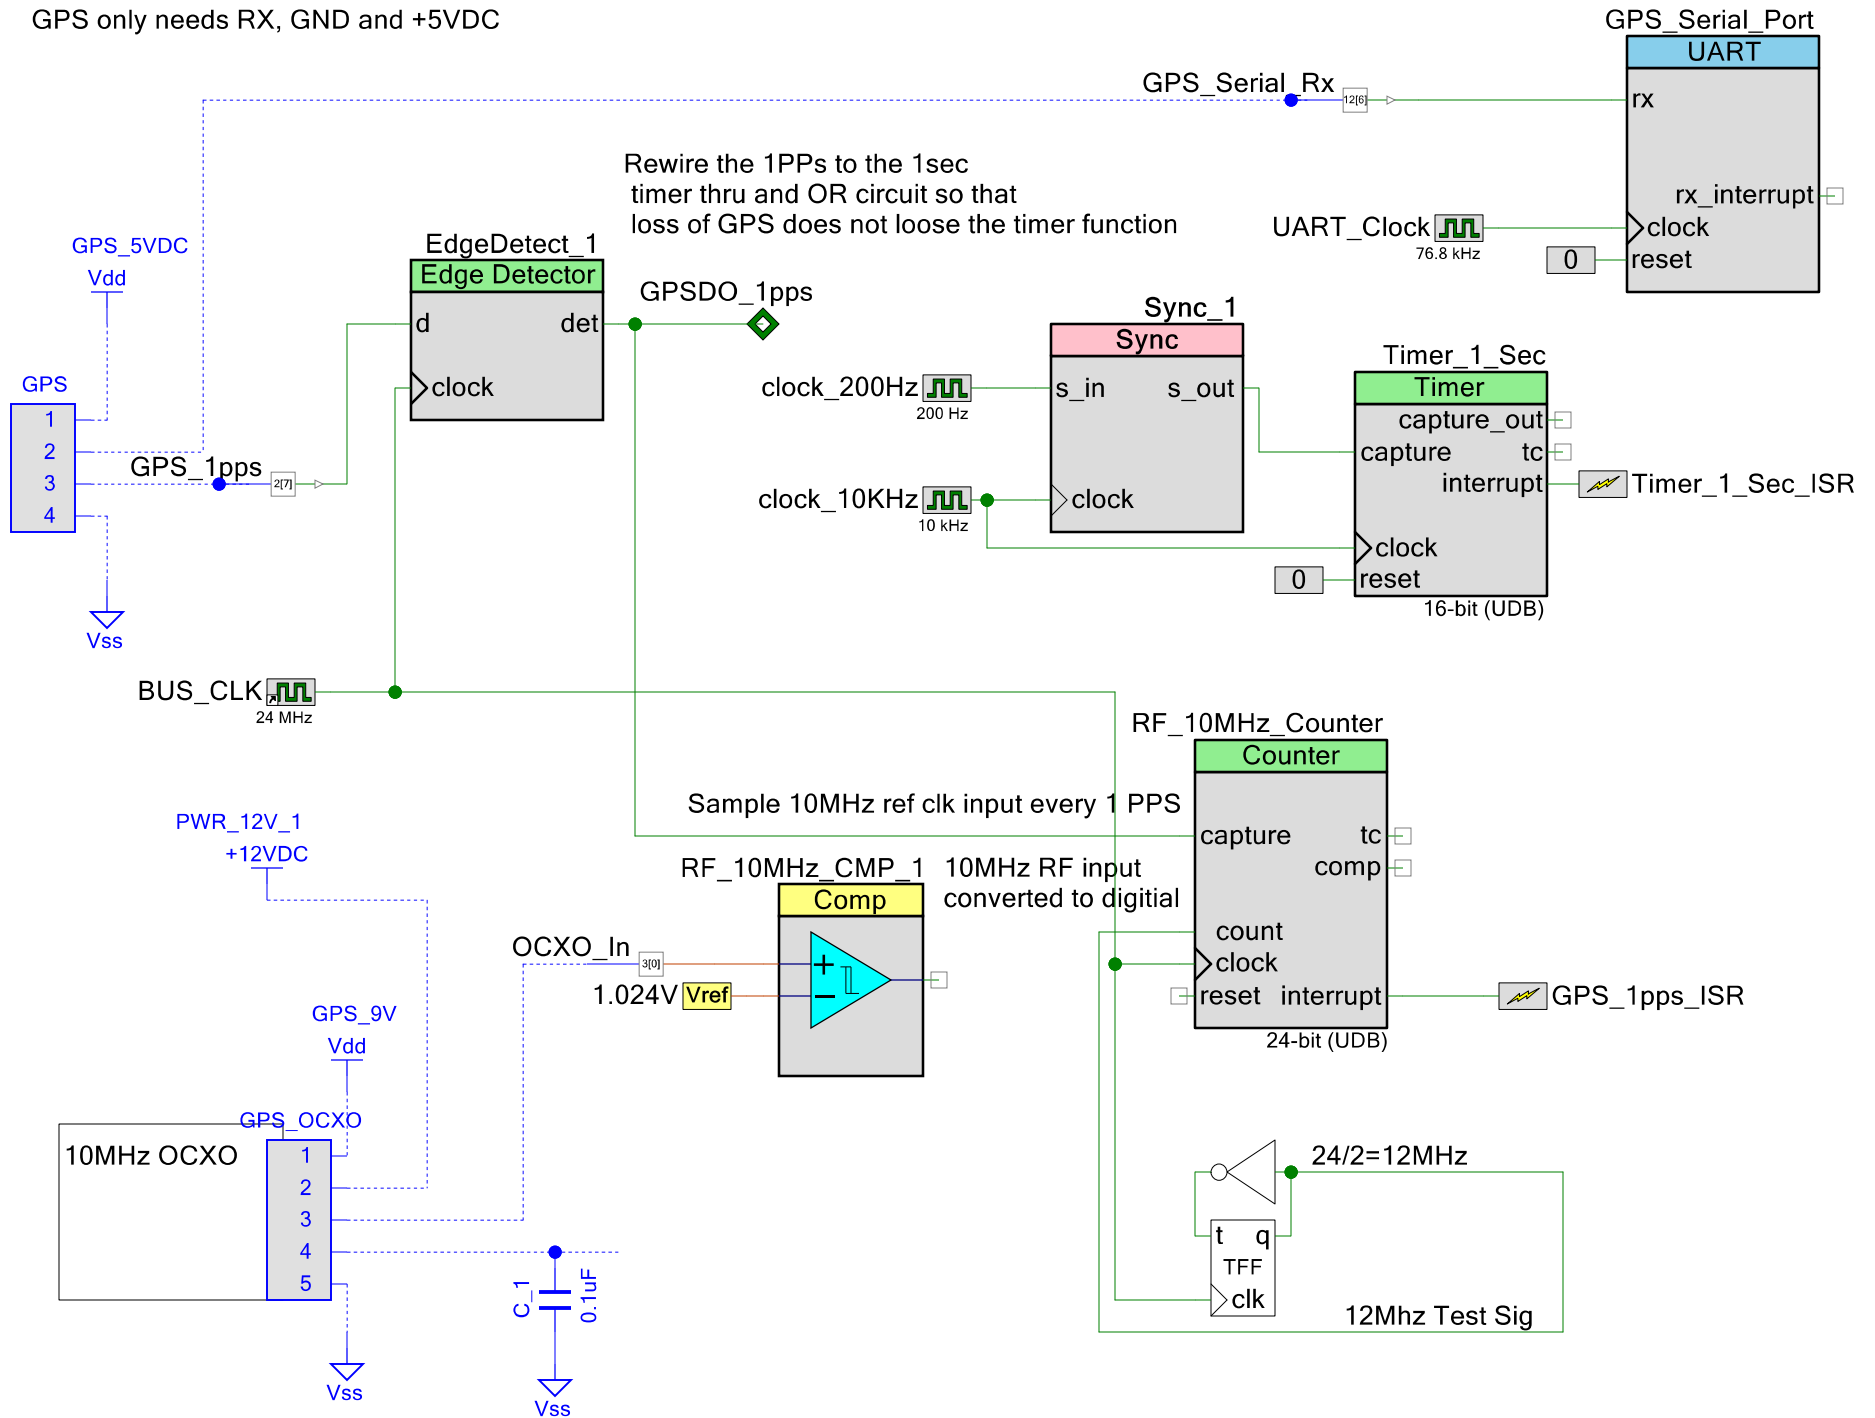 GPS only needs RX, GND and +5VDC
GPS_Serial_Port
UART
GPS_Serial_Rx
12[6]
rx
rx_interrupt
UART_Clock
76.8 kHz
clock
0
reset
Rewire the 1PPs to the 1sec
timer thru and OR circuit so that
loss of GPS does not loose the timer function
GPS_5VDC
Vdd
EdgeDetect_1
Edge Detector
d
det
clock
GPSDO_1pps
GPS
1
2
3
4
GPS_1pps
2[7]
Vss
Sync_1
Sync
clock_200Hz
200 Hz
s_in
s_out
clock_10KHz
10 kHz
clock
Timer_1_Sec
Timer
capture_out
capture
tc
interrupt
Timer_1_Sec_ISR
clock
0
reset
16-bit (UDB)
BUS_CLK
24 MHz
RF_10MHz_Counter
Counter
Sample 10MHz ref clk input every 1 PPS
capture
tc
comp
count
clock
reset
interrupt
GPS_1pps_ISR
24-bit (UDB)
PWR_12V_1
+12VDC
RF_10MHz_CMP_1
Comp
10MHz RF input
converted to digitial
OCXO_In
3[0]
1.024V
Vref
+
−
GPS_9V
Vdd
GPS_OCXO
10MHz OCXO
1
2
3
4
5
C_1
0.1uF
Vss
Vss
24/2=12MHz
t
q
TFF
clk
12Mhz Test Sig